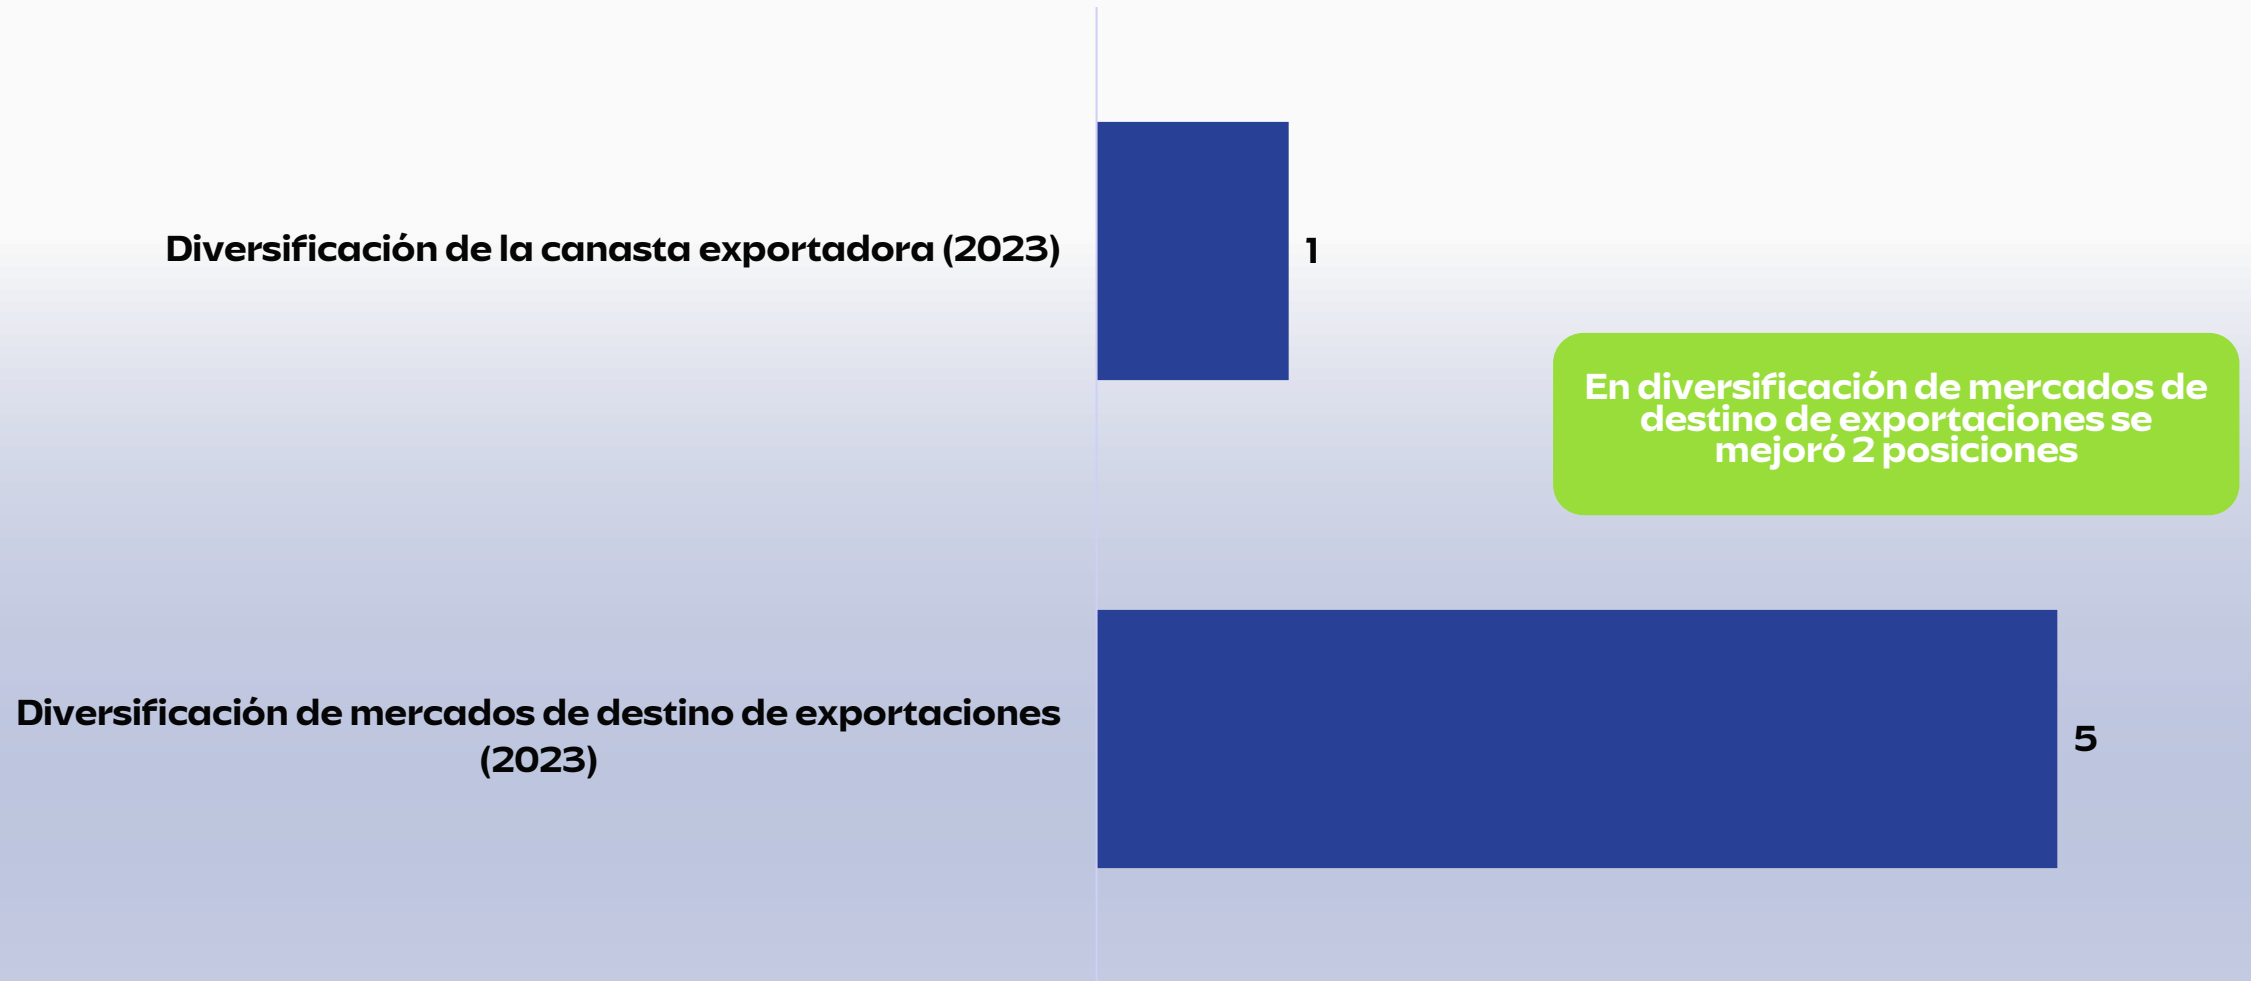 Diversificación de la canasta exportadora (2023)
1
En diversificación de mercados de
destino de exportaciones se
mejoró 2 posiciones
Diversificación de mercados de destino de exportaciones
(2023)
5